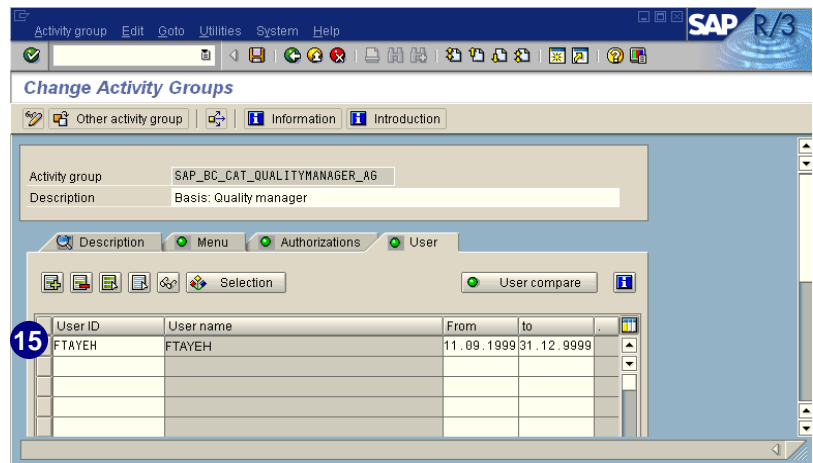 Activity group Edit Goto Utilities System Help
SAP R/3
Change Activity Groups
Other activity group Information Introduction
Activity group SAP_BC_CAT_QUALITYMANAGER_AG
Description Basis: Quality manager
Description Menu Authorizations User
Selection User compare
User ID User name From to .
15 FTAYEH FTAYEH 11.09.1999 31.12.9999